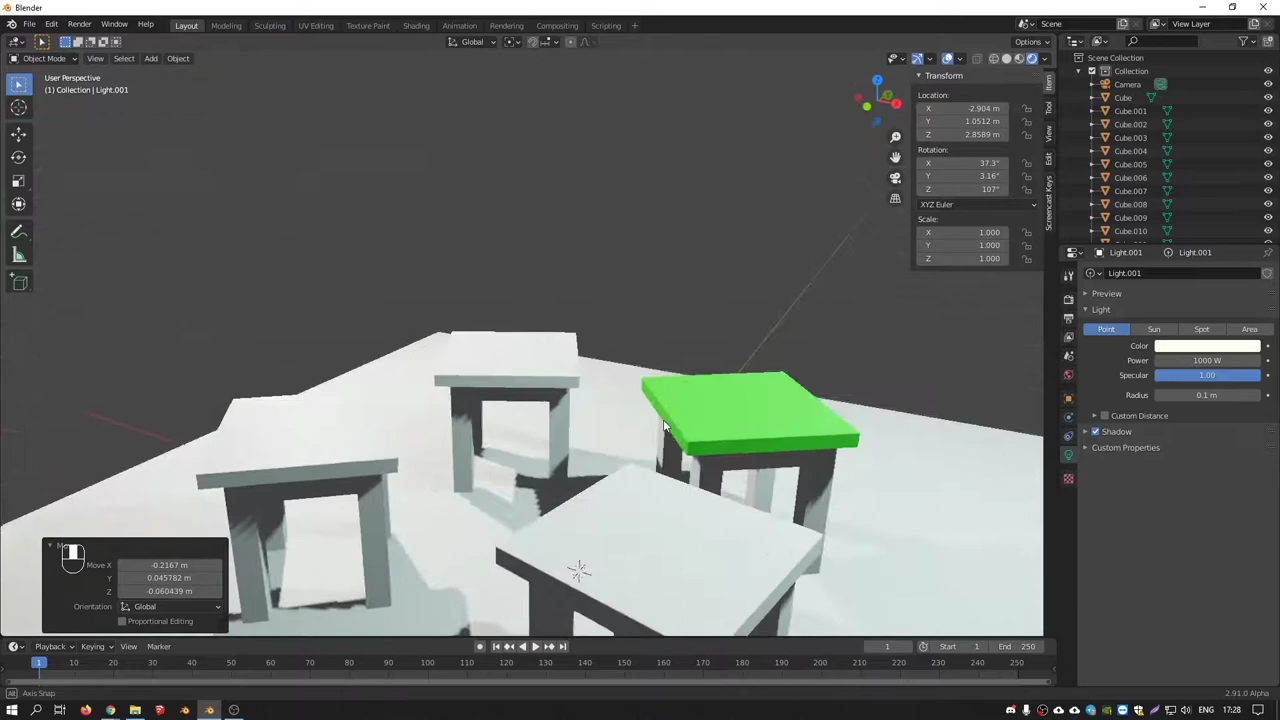 Blender
File Edit Render Window Help
Layout Modeling Sculpting UV Editing Texture Paint Shading Animation Rendering Compositing Scripting +
Scene
View Layer
Global
Options
Object Mode View Select Add Object
User Perspective
(1) Collection | Light.001
Transform
Location:
X -2.904 m
Y 1.0512 m
Z 2.8589 m
Rotation:
X 37.3°
Y 3.16°
Z 107°
XYZ Euler
Scale:
X 1.000
Y 1.000
Z 1.000
Item
Tool
View
Edit
Screencast Keys
Scene Collection
Collection
Camera
Cube
Cube.001
Cube.002
Cube.003
Cube.004
Cube.005
Cube.006
Cube.007
Cube.008
Cube.009
Cube.010
Light.001 Light.001
Light.001
Preview
Light
Point Sun Spot Area
Color
Power 1000 W
Specular 1.00
Radius 0.1 m
Custom Distance
Shadow
Custom Properties
Move X -0.2167 m
Y 0.045782 m
Z -0.060439 m
Orientation Global
Proportional Editing
Playback Keying View Marker
1 Start 1 End 250
1 10 20 30 40 50 60 70 80 90 100 110 120 130 140 150 160 170 180 190 200 210 220 230 240 250
Alt Axis Snap
2.91.0 Alpha
ENG 17:28